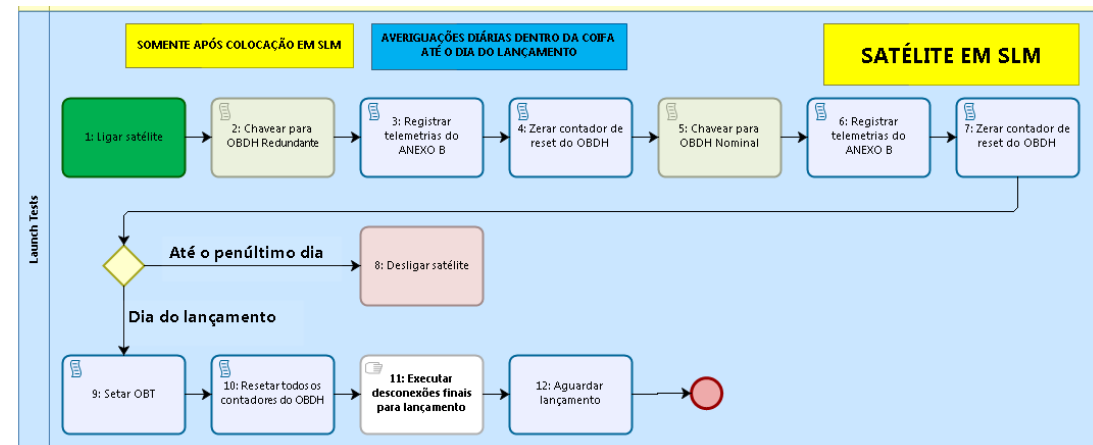 SOMENTE APÓS COLOCAÇÃO EM SLM
AVERIGUAÇÕES DIÁRIAS DENTRO DA COIFA
ATÉ O DIA DO LANÇAMENTO
SATÉLITE EM SLM
Launch Tests
1: Ligar satélite
2: Chavear para
OBDH Redundante
3: Registrar
telemetrias do
ANEXO B
4: Zerar contador de
reset do OBDH
5: Chavear para
OBDH Nominal
6: Registrar
telemetrias do
ANEXO B
7: Zerar contador de
reset do OBDH
Até o penúltimo dia
8: Desligar satélite
Dia do lançamento
9: Setar OBT
10: Resetar todos os
contadores do OBDH
11: Executar
desconexões finais
para lançamento
12: Aguardar
lançamento